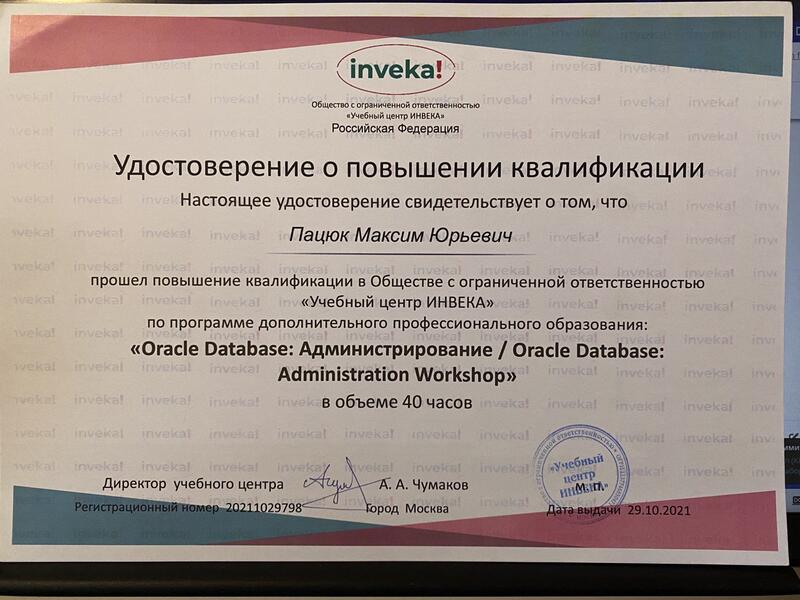 inveka!
Общество с ограниченной ответственностью
«Учебный центр ИНВЕКА»
Российская Федерация
Удостоверение о повышении квалификации
Настоящее удостоверение свидетельствует о том, что
Пацюк Максим Юрьевич
прошел повышение квалификации в Обществе с ограниченной ответственностью
«Учебный центр ИНВЕКА»
по программе дополнительного профессионального образования:
«Oracle Database: Администрирование / Oracle Database:
Administration Workshop»
в объеме 40 часов
Директор учебного центра А. А. Чумаков
«Учебный
центр
ИНВЕКА»
М. П.
Регистрационный номер 20211029798 Город Москва Дата выдачи 29.10.2021